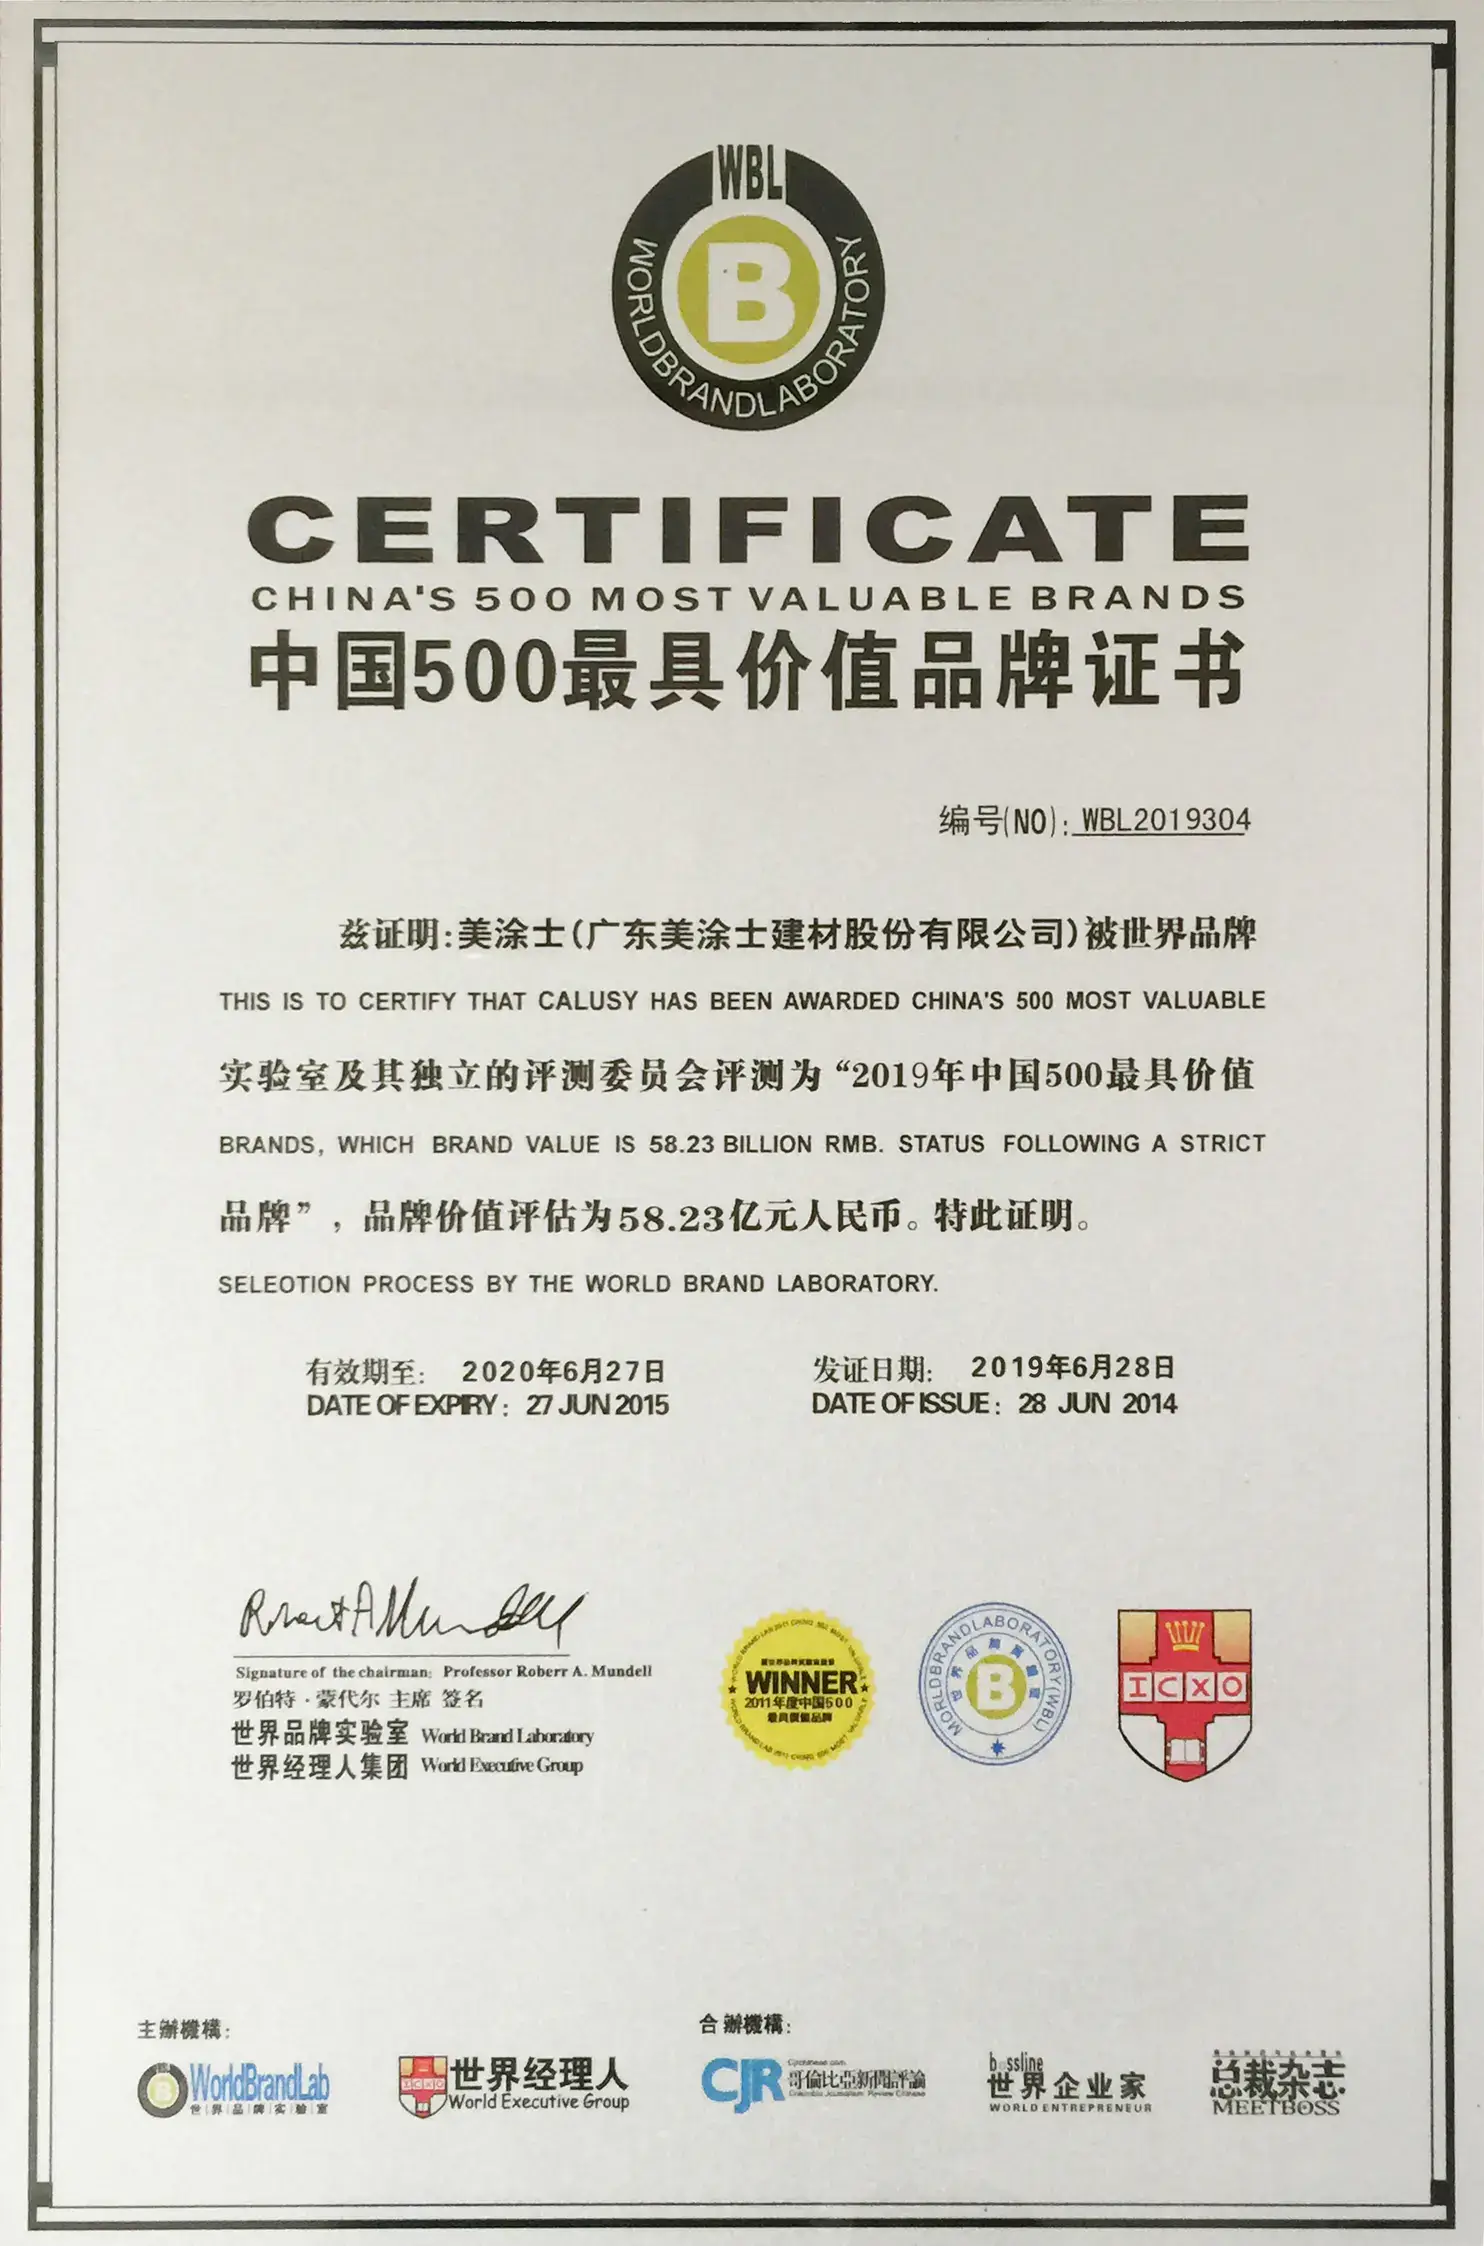 WBL
WORLDBRANDLABORATORY
B
CERTIFICATE
CHINA'S 500 MOST VALUABLE BRANDS
中国500最具价值品牌证书
编号(NO): WBL2019304
兹证明:美涂士(广东美涂士建材股份有限公司)被世界品牌
THIS IS TO CERTIFY THAT CALUSY HAS BEEN AWARDED CHINA'S 500 MOST VALUABLE
实验室及其独立的评测委员会评测为“2019年中国500最具价值
BRANDS, WHICH BRAND VALUE IS 58.23 BILLION RMB. STATUS FOLLOWING A STRICT
品牌”，品牌价值评估为58.23亿元人民币。特此证明。
SELEOTION PROCESS BY THE WORLD BRAND LABORATORY.
有效期至: 2020年6月27日
DATE OF EXPIRY: 27 JUN 2015
发证日期: 2019年6月28日
DATE OF ISSUE: 28 JUN 2014
Signature of the chairman: Professor Roberr A. Mundell
罗伯特·蒙代尔 主席 签名
世界品牌实验室 World Brand Laboratory
世界经理人集团 World Executive Group
WINNER
2011年度中国500
最具價值品牌
B
ICXO
主辦機構:
WorldBrandLab
世界品牌实验室
世界经理人
World Executive Group
合辦機構:
CJR
哥倫比亞新聞評論
世界企业家
WORLD ENTREPRENEUR
总裁杂志
MEETBOSS